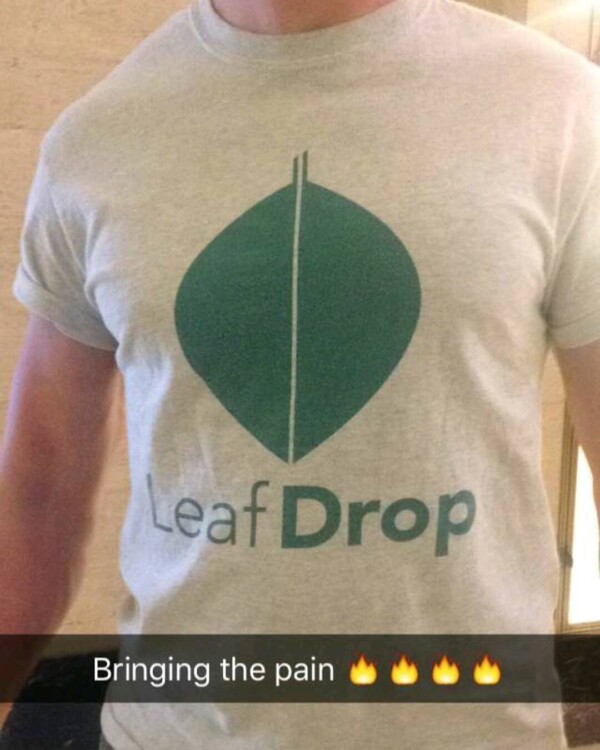 LeafDrop
Bringing the pain 🔥 🔥 🔥 🔥